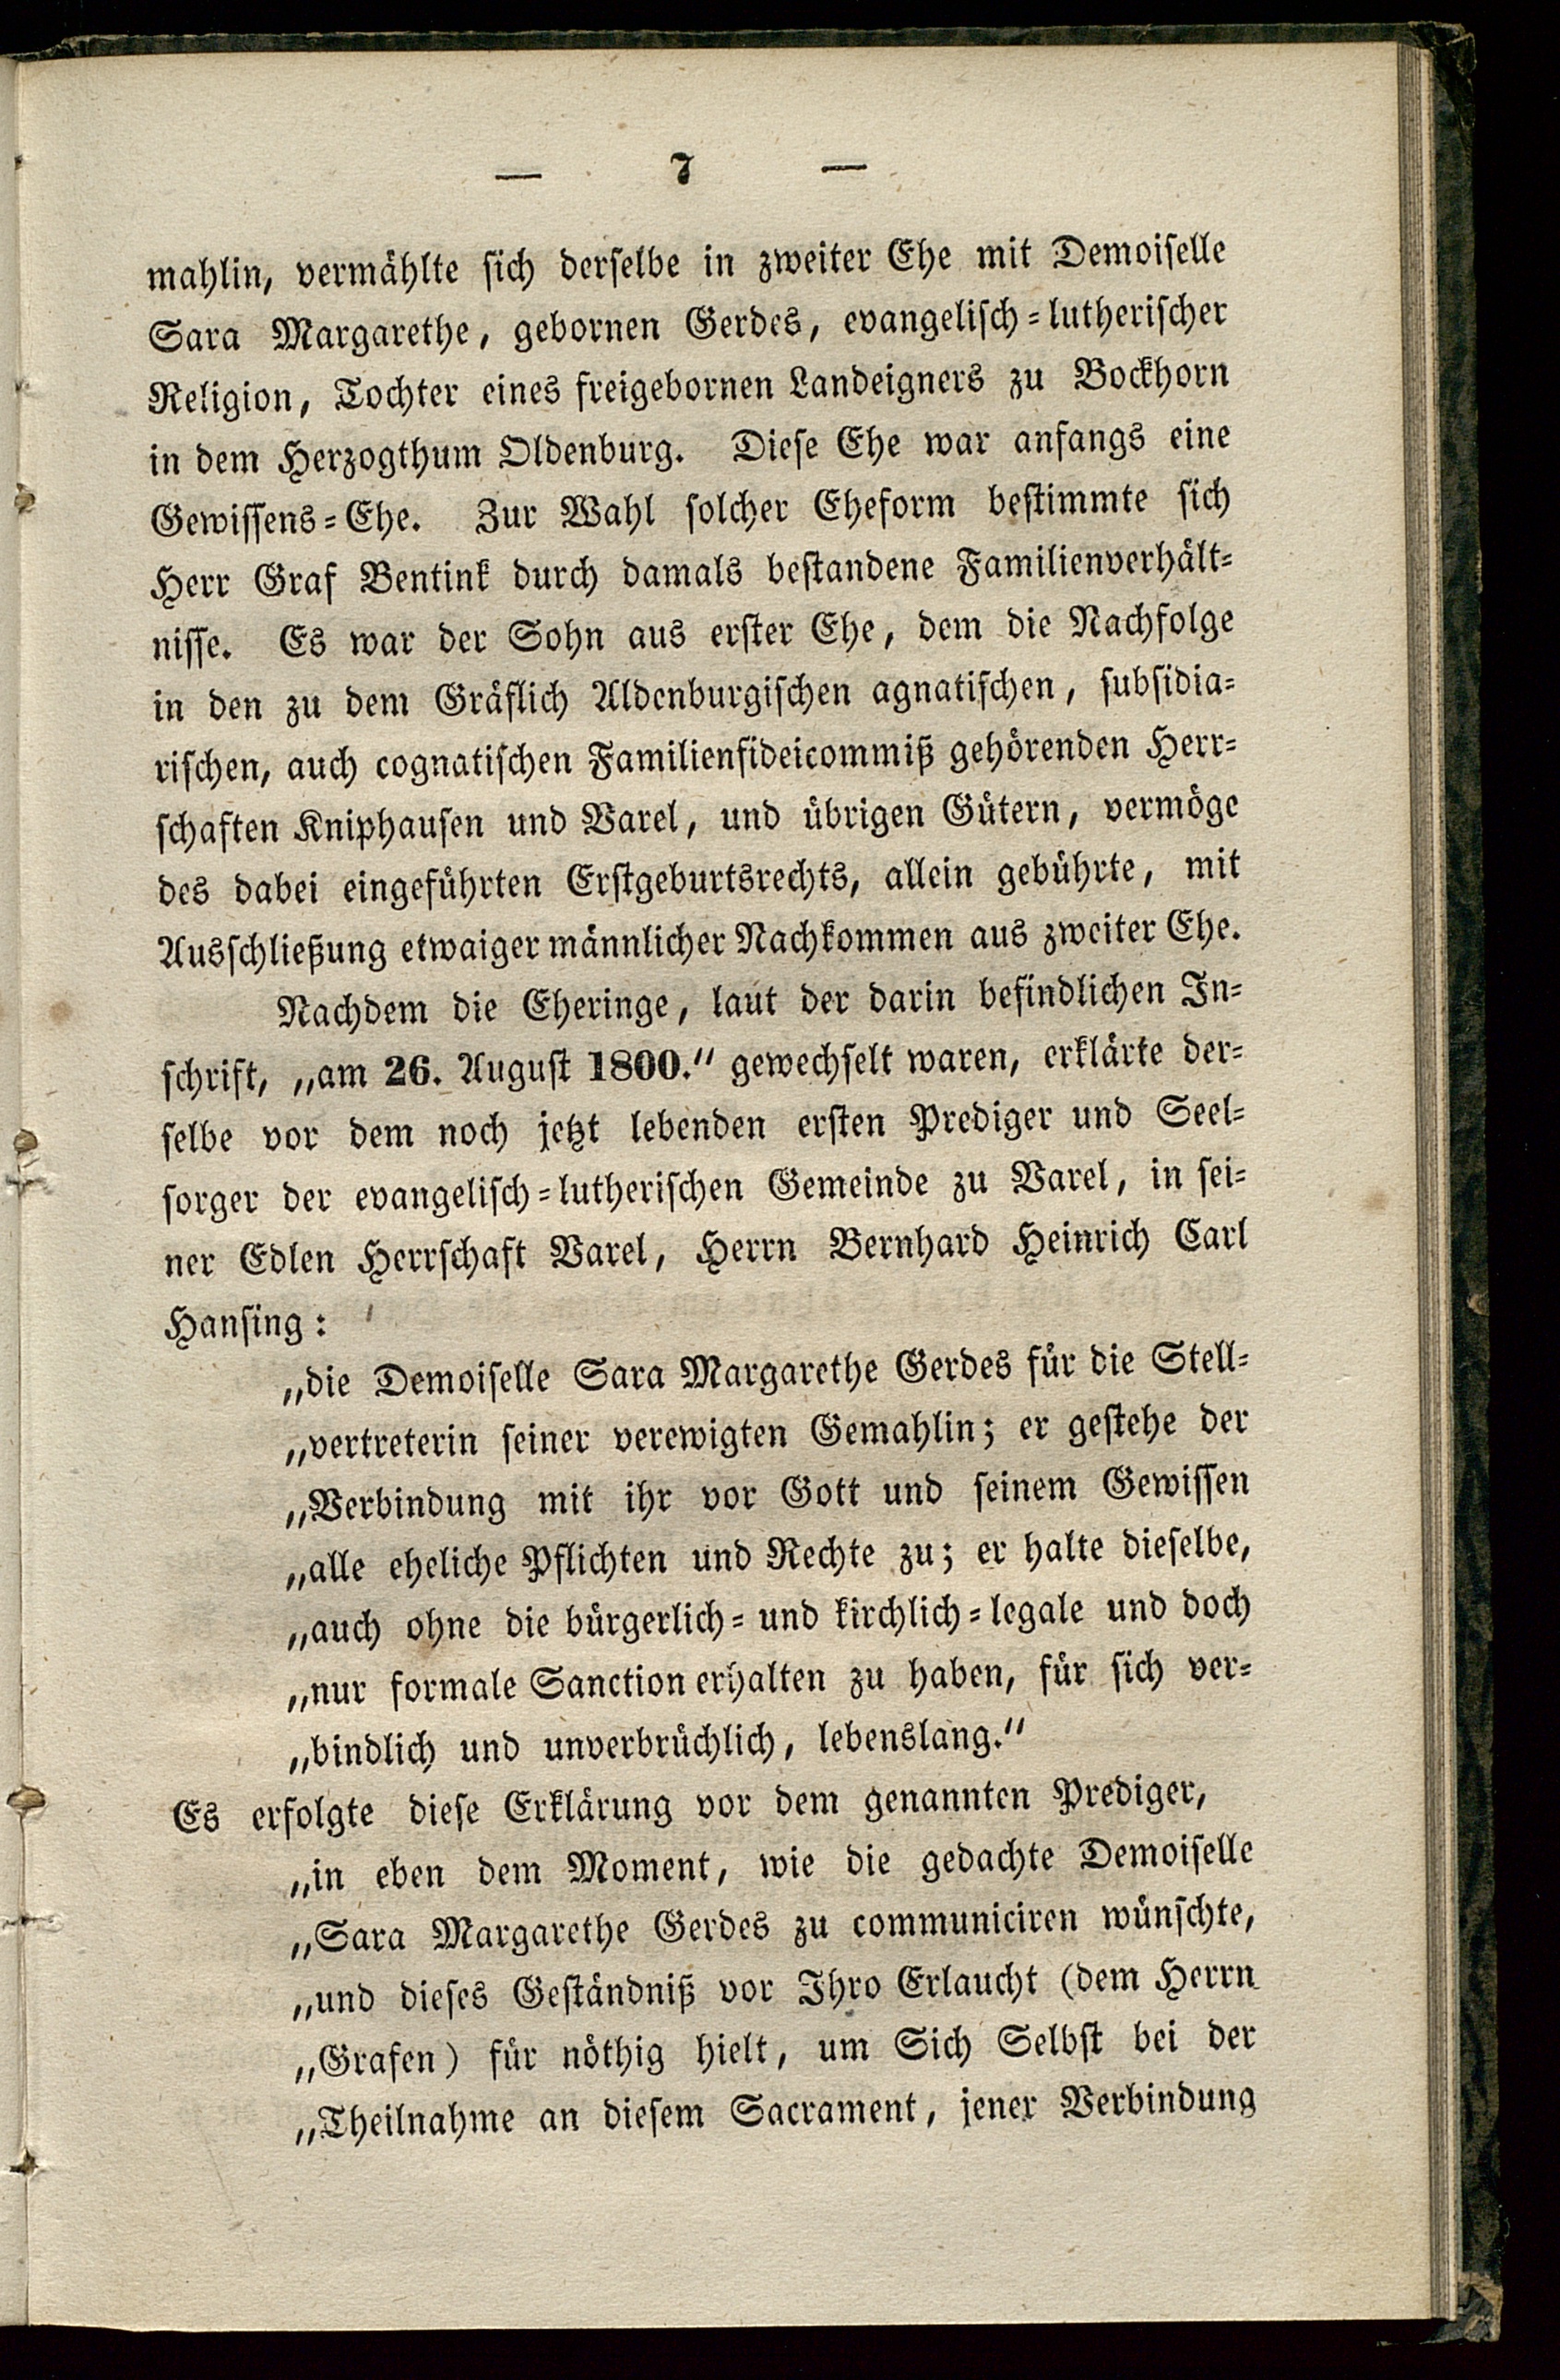 — 7 —
mahlin, vermählte sich derselbe in zweiter Ehe mit Demoiselle
Sara Margarethe, gebornen Gerdes, evangelisch=lutherischer
Religion, Tochter eines freigebornen Landeigners zu Bockhorn
in dem Herzogthum Oldenburg. Diese Ehe war anfangs eine
Gewissens=Ehe. Zur Wahl solcher Eheform bestimmte sich
Herr Graf Bentink durch damals bestandene Familienverhält=
nisse. Es war der Sohn aus erster Ehe, dem die Nachfolge
in den zu dem Gräflich Aldenburgischen agnatischen, subsidia=
rischen, auch cognatischen Familienfideicommiß gehörenden Herr=
schaften Kniphausen und Varel, und übrigen Gütern, vermöge
des dabei eingeführten Erstgeburtsrechts, allein gebührte, mit
Ausschließung etwaiger männlicher Nachkommen aus zweiter Ehe.
Nachdem die Eheringe, laut der darin befindlichen In=
schrift, „am 26. August 1800.“ gewechselt waren, erklärte der=
selbe vor dem noch jetzt lebenden ersten Prediger und Seel=
sorger der evangelisch=lutherischen Gemeinde zu Varel, in sei=
ner Edlen Herrschaft Varel, Herrn Bernhard Heinrich Carl
Hansing:
„die Demoiselle Sara Margarethe Gerdes für die Stell=
„vertreterin seiner verewigten Gemahlin; er gestehe der
„Verbindung mit ihr vor Gott und seinem Gewissen
„alle eheliche Pflichten und Rechte zu; er halte dieselbe,
„auch ohne die bürgerlich= und kirchlich=legale und doch
„nur formale Sanction erhalten zu haben, für sich ver=
„bindlich und unverbrüchlich, lebenslang.“
Es erfolgte diese Erklärung vor dem genannten Prediger,
„in eben dem Moment, wie die gedachte Demoiselle
„Sara Margarethe Gerdes zu communiciren wünschte,
„und dieses Geständniß vor Ihro Erlaucht (dem Herrn
„Grafen) für nöthig hielt, um Sich Selbst bei der
„Theilnahme an diesem Sacrament, jener Verbindung